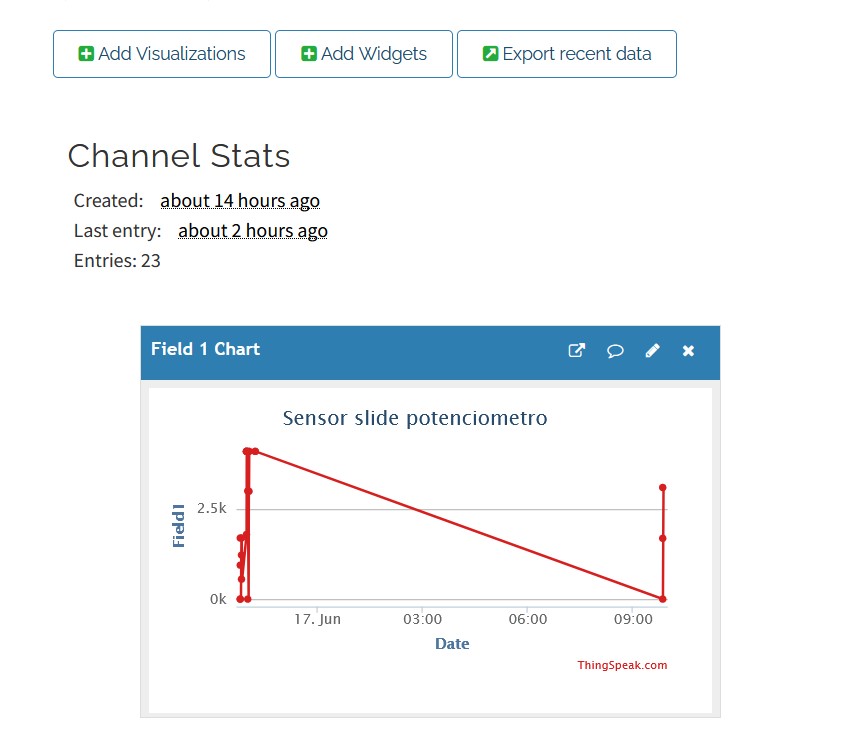 Add Visualizations
Add Widgets
Export recent data
Channel Stats
Created: about 14 hours ago
Last entry: about 2 hours ago
Entries: 23
Field 1 Chart
Sensor slide potenciometro
Field1
2.5k
0k
17. Jun
03:00
06:00
09:00
Date
ThingSpeak.com